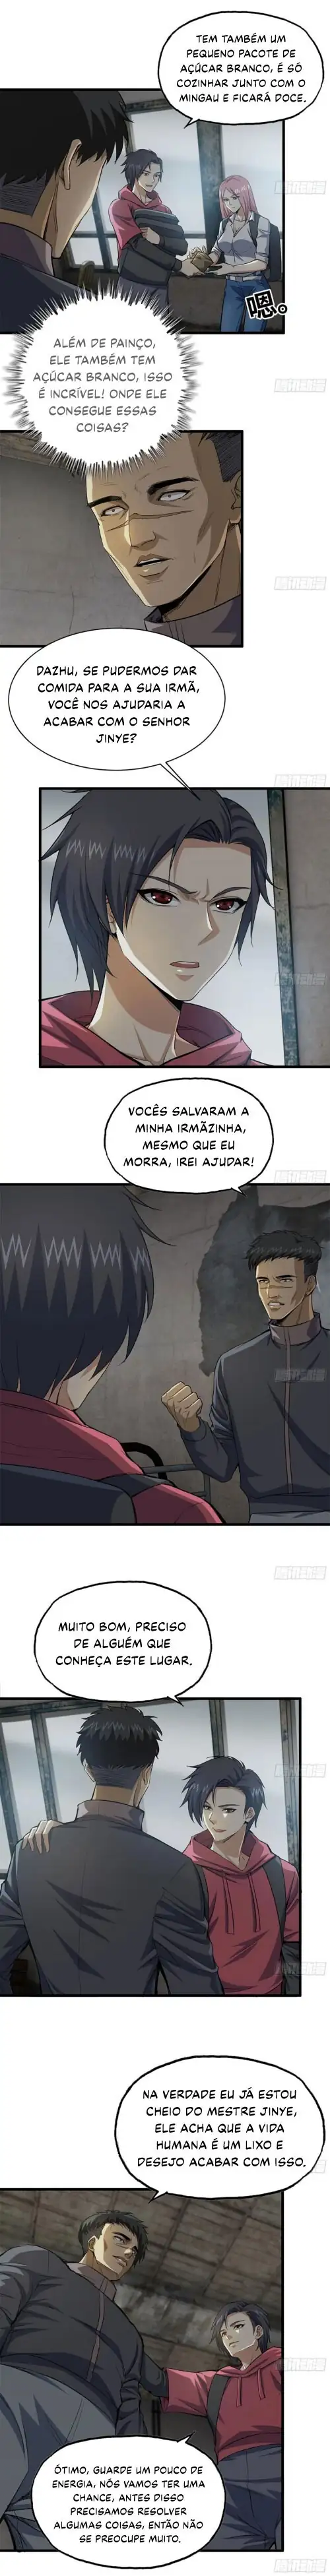 TEM TAMBÉM UM
PEQUENO PACOTE DE
AÇÚCAR BRANCO, É SÓ
COZINHAR JUNTO COM O
MINGAU E FICARÁ DOCE.
嗯。
ALÉM DE PAINÇO,
ELE TAMBÉM TEM
AÇÚCAR BRANCO, ISSO
É INCRÍVEL! ONDE ELE
CONSEGUE ESSAS
COISAS?
DAZHU, SE PUDERMOS DAR
COMIDA PARA A SUA IRMÃ,
VOCÊ NOS AJUDARIA A
ACABAR COM O SENHOR
JINYE?
VOCÊS SALVARAM A
MINHA IRMÃZINHA,
MESMO QUE EU
MORRA, IREI AJUDAR!
MUITO BOM, PRECISO
DE ALGUÉM QUE
CONHEÇA ESTE LUGAR.
NA VERDADE EU JÁ ESTOU
CHEIO DO MESTRE JINYE,
ELE ACHA QUE A VIDA
HUMANA É UM LIXO E
DESEJO ACABAR COM ISSO.
ÓTIMO, GUARDE UM POUCO DE
ENERGIA, NÓS VAMOS TER UMA
CHANCE, ANTES DISSO
PRECISAMOS RESOLVER
ALGUMAS COISAS, ENTÃO NÃO
SE PREOCUPE MUITO.